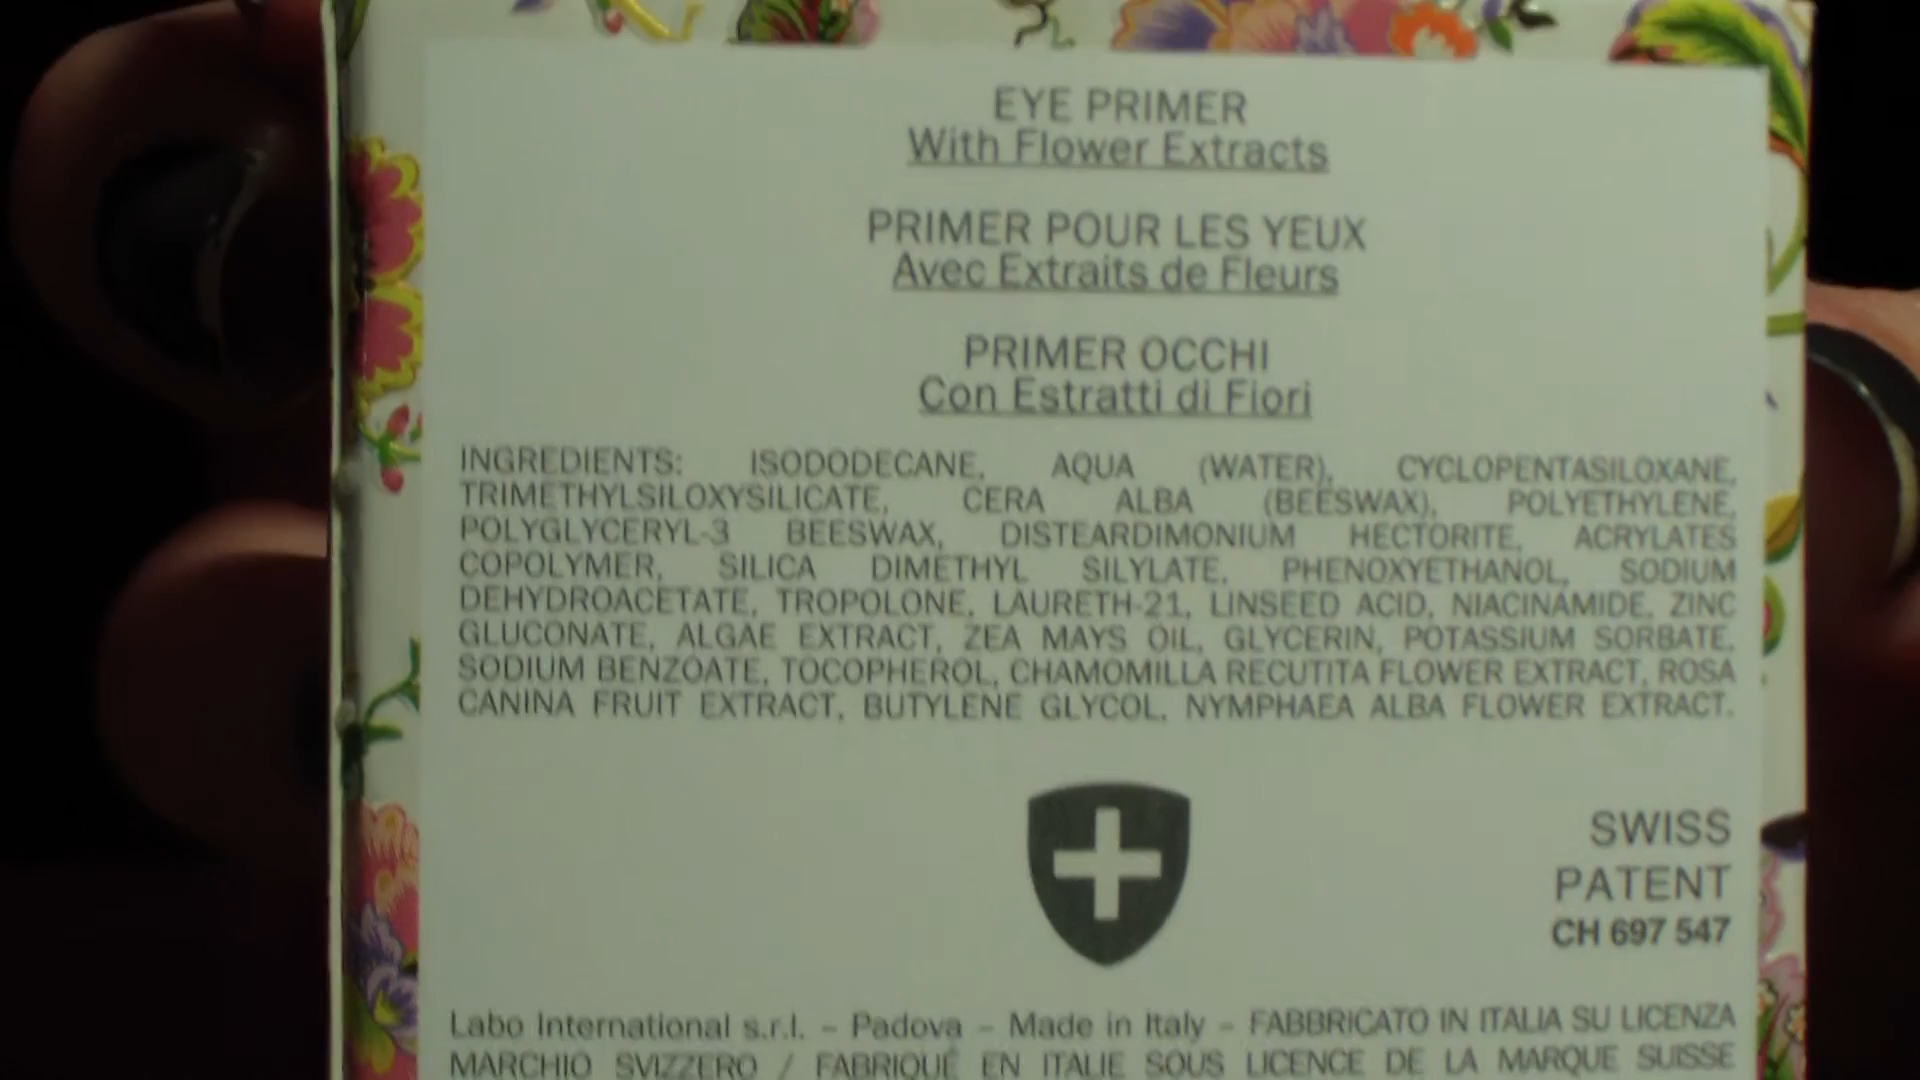 EYE PRIMER
With Flower Extracts
PRIMER POUR LES YEUX
Avec Extraits de Fleurs
PRIMER OCCHI
Con Estratti di Fiori
INGREDIENTS: ISODODECANE, AQUA (WATER), CYCLOPENTASILOXANE,
TRIMETHYLSILOXYSILICATE, CERA ALBA (BEESWAX), POLYETHYLENE,
POLYGLYCERYL-3 BEESWAX, DISTEARDIMONIUM HECTORITE, ACRYLATES
COPOLYMER, SILICA DIMETHYL SILYLATE, PHENOXYETHANOL, SODIUM
DEHYDROACETATE, TROPOLONE, LAURETH-21, LINSEED ACID, NIACINAMIDE, ZINC
GLUCONATE, ALGAE EXTRACT, ZEA MAYS OIL, GLYCERIN, POTASSIUM SORBATE,
SODIUM BENZOATE, TOCOPHEROL, CHAMOMILLA RECUTITA FLOWER EXTRACT, ROSA
CANINA FRUIT EXTRACT, BUTYLENE GLYCOL, NYMPHAEA ALBA FLOWER EXTRACT.
SWISS
PATENT
CH 697 547
Labo International s.r.l. – Padova – Made in Italy – FABBRICATO IN ITALIA SU LICENZA
MARCHIO SVIZZERO / FABRIQUÉ EN ITALIE SOUS LICENCE DE LA MARQUE SUISSE